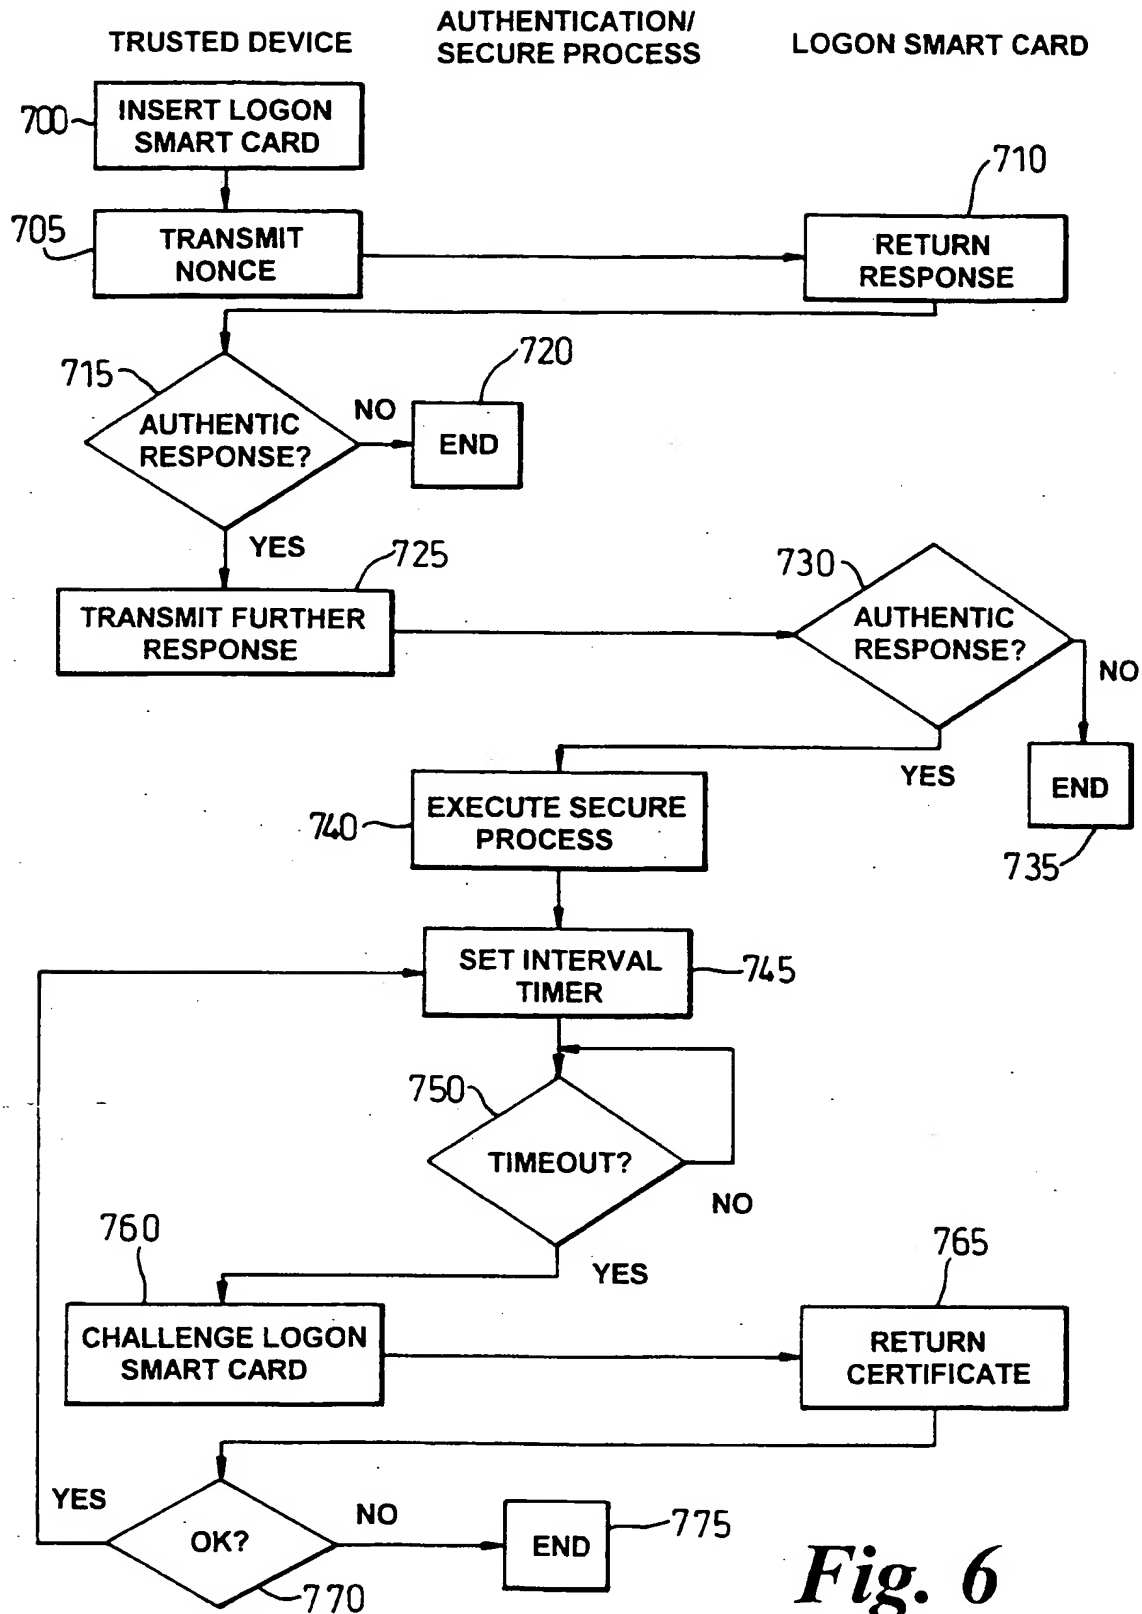 TRUSTED DEVICE
AUTHENTICATION/
SECURE PROCESS
LOGON SMART CARD
700
INSERT LOGON
SMART CARD
705
TRANSMIT
NONCE
710
RETURN
RESPONSE
715
AUTHENTIC
RESPONSE?
NO
720
END
YES
725
TRANSMIT FURTHER
RESPONSE
730
AUTHENTIC
RESPONSE?
NO
YES
END
735
740
EXECUTE SECURE
PROCESS
SET INTERVAL
TIMER
745
750
TIMEOUT?
NO
YES
760
CHALLENGE LOGON
SMART CARD
765
RETURN
CERTIFICATE
YES
OK?
NO
770
END
775
Fig. 6